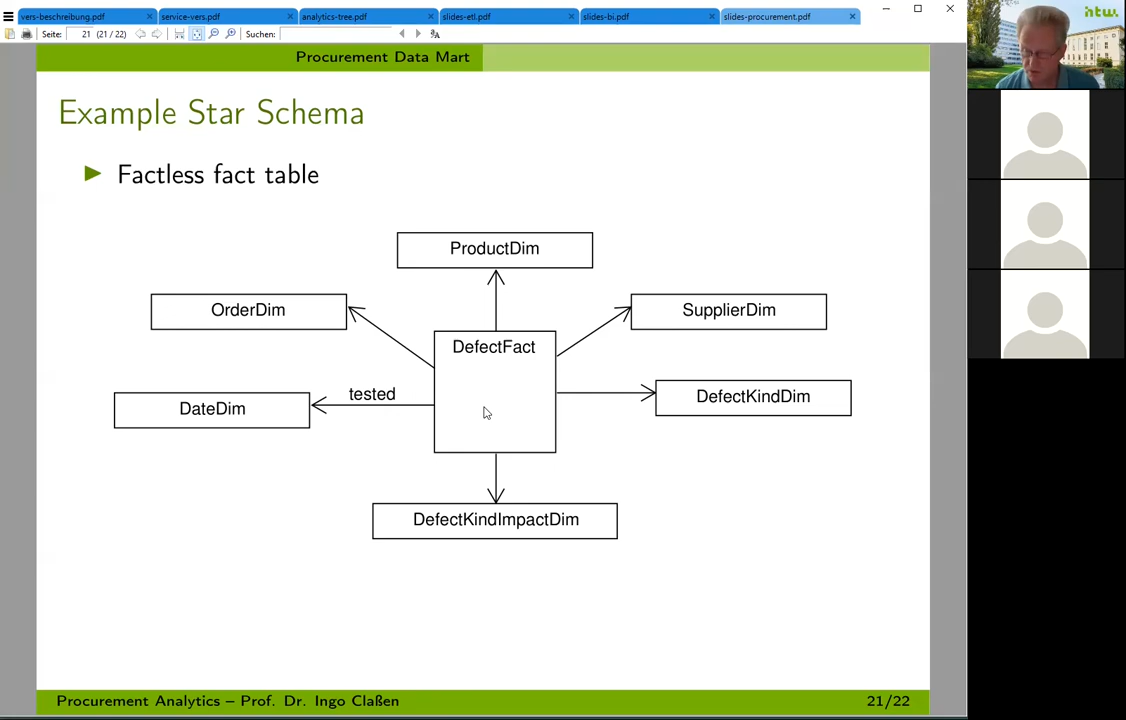 vers-beschreibung.pdf
service-vers.pdf
analytics-tree.pdf
slides-etl.pdf
slides-bi.pdf
slides-procurement.pdf
Seite: 21 (21 / 22)
Suchen:
Procurement Data Mart
Example Star Schema
Factless fact table
ProductDim
OrderDim
SupplierDim
DefectFact
tested
DateDim
DefectKindDim
DefectKindImpactDim
Procurement Analytics – Prof. Dr. Ingo Claßen
21/22